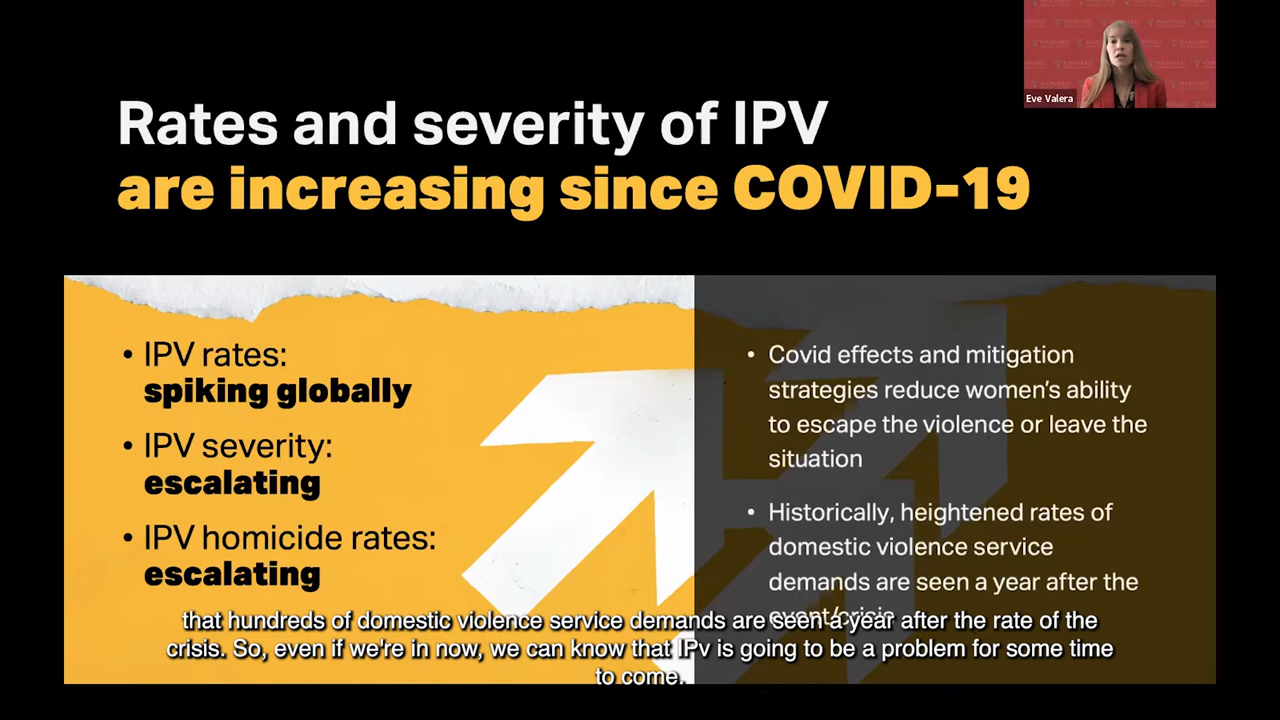 Eve Valera
Rates and severity of IPV
are increasing since COVID-19
• IPV rates:
spiking globally
• IPV severity:
escalating
• IPV homicide rates:
escalating
• Covid effects and mitigation
strategies reduce women's ability
to escape the violence or leave the
situation
• Historically, heightened rates of
domestic violence service
demands are seen a year after the
event/crisis
that hundreds of domestic violence service demands are seen a year after the rate of the
crisis. So, even if we're in now, we can know that IPv is going to be a problem for some time
to come.